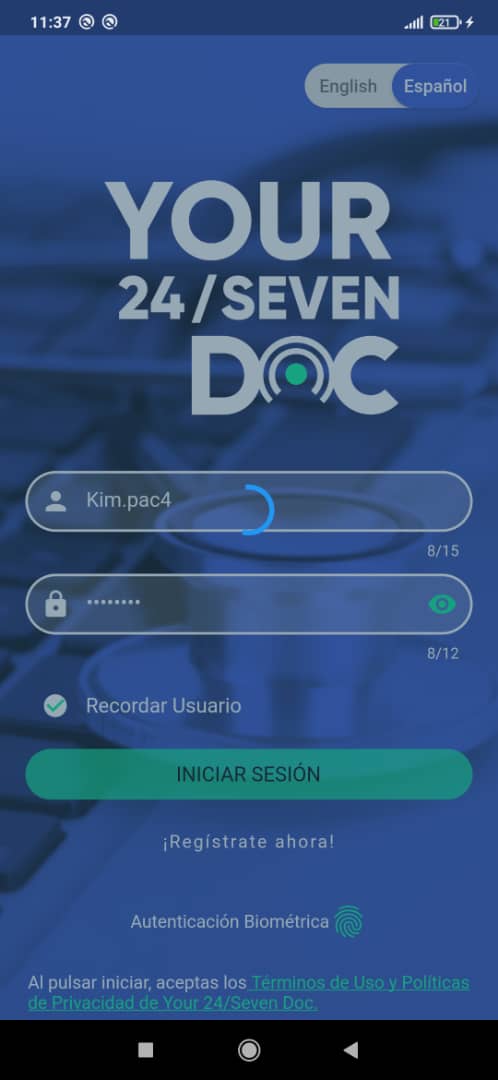 11:37
21
English Español
YOUR
24/SEVEN
DOC
Kim.pac4
8/15
••••••••
8/12
Recordar Usuario
INICIAR SESIÓN
¡Regístrate ahora!
Autenticación Biométrica
Al pulsar iniciar, aceptas los Términos de Uso y Políticas
de Privacidad de Your 24/Seven Doc.